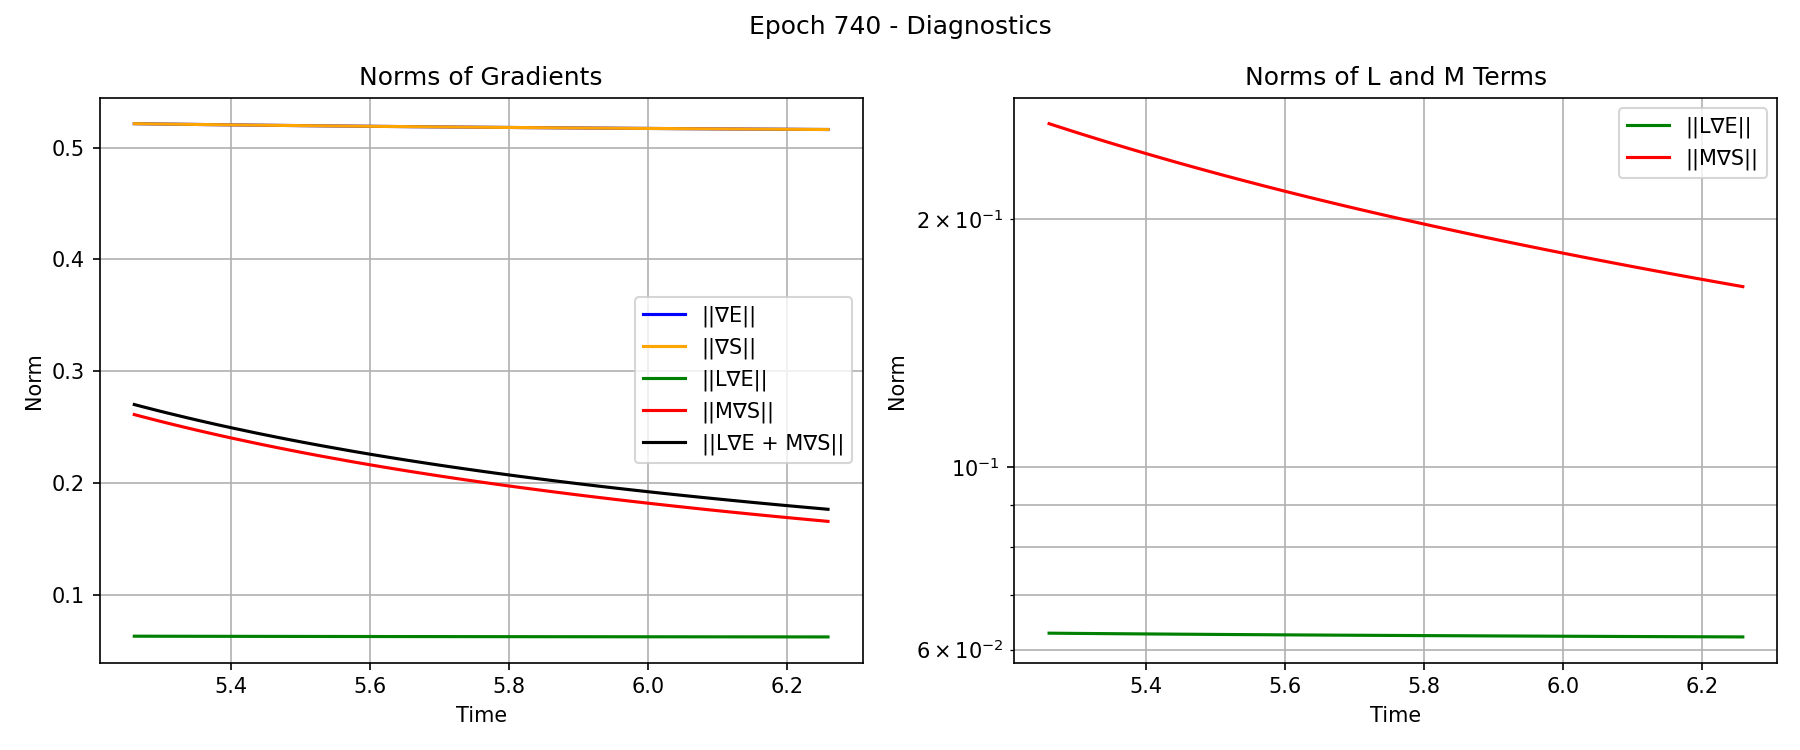 Epoch 740 - Diagnostics
Norms of Gradients
Norm
0.5
0.4
0.3
0.2
0.1
||∇E||
||∇S||
||L∇E||
||M∇S||
||L∇E + M∇S||
5.4 5.6 5.8 6.0 6.2
Time
Norms of L and M Terms
Norm
2 × 10⁻¹
10⁻¹
6 × 10⁻²
||L∇E||
||M∇S||
5.4 5.6 5.8 6.0 6.2
Time